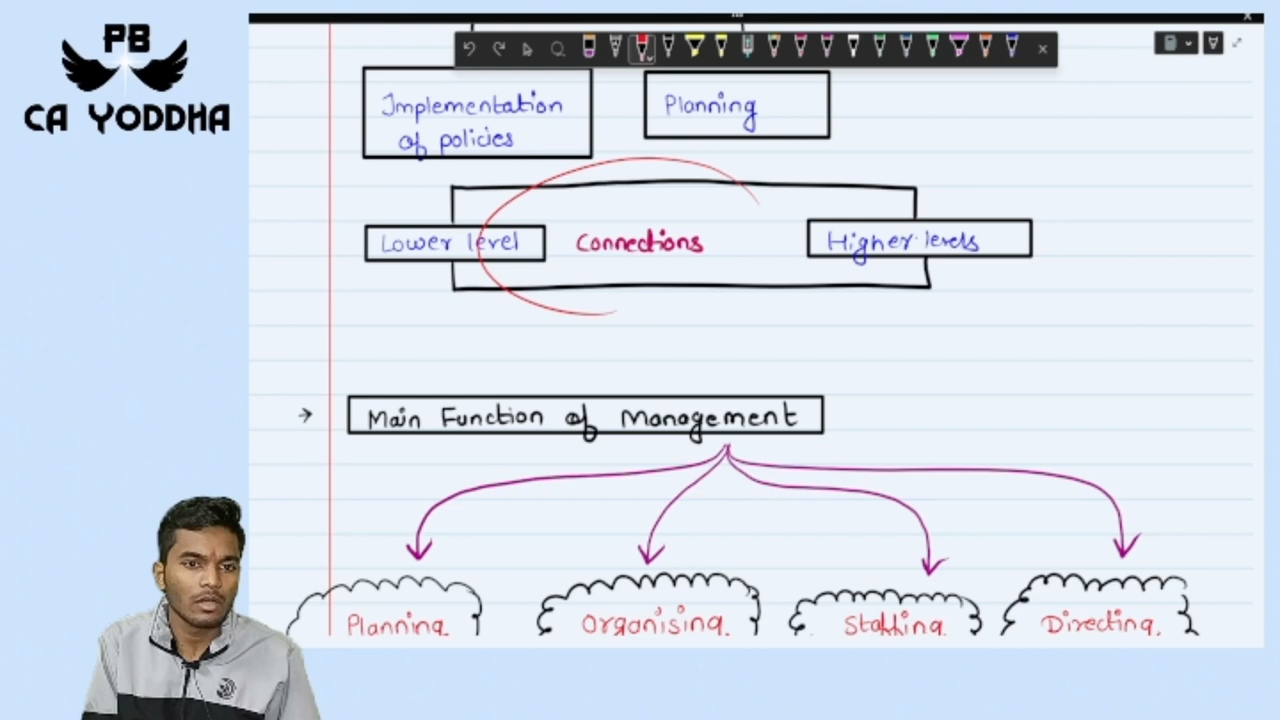 PB
CA YODDHA
Implementation
of policies
Planning
Lower level
Connections
Higher levels
→ Main Function of Management
Planning.
Organising.
Staffing.
Directing.